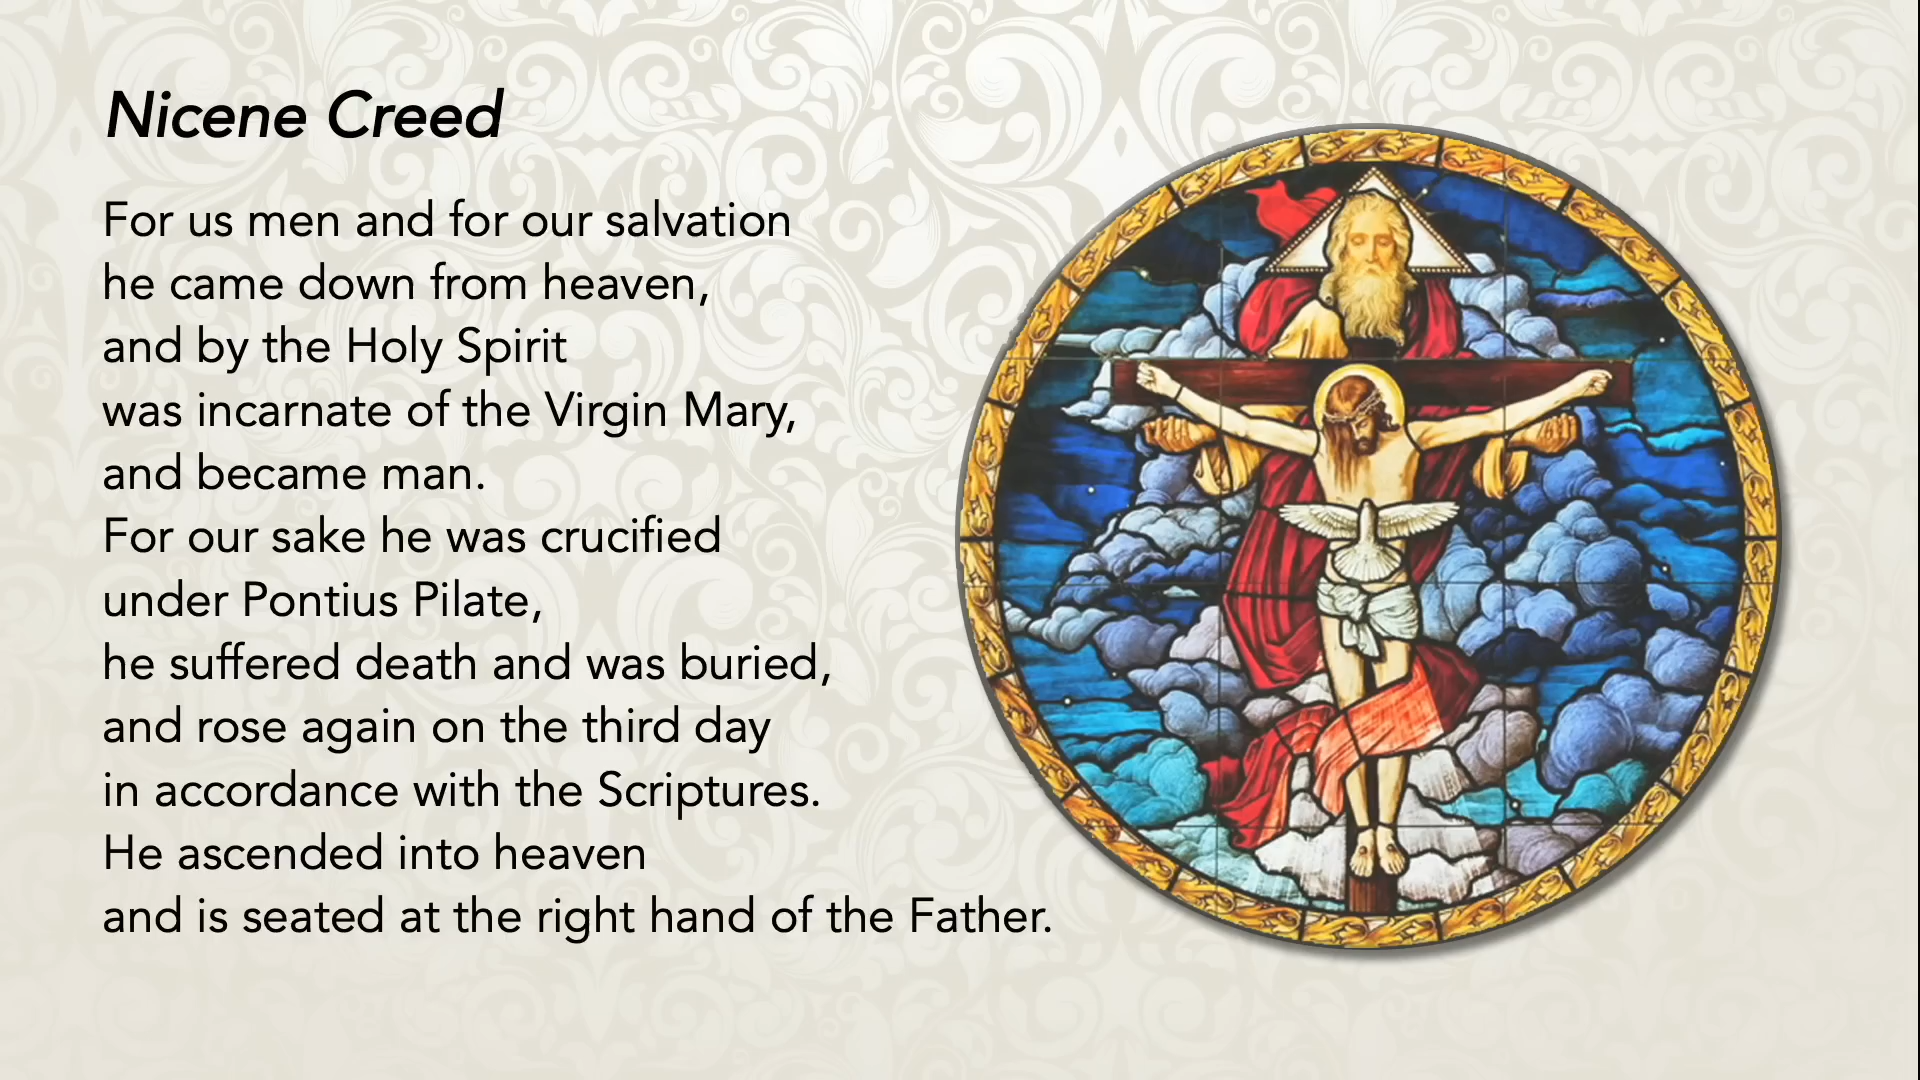 Nicene Creed
For us men and for our salvation
he came down from heaven,
and by the Holy Spirit
was incarnate of the Virgin Mary,
and became man.
For our sake he was crucified
under Pontius Pilate,
he suffered death and was buried,
and rose again on the third day
in accordance with the Scriptures.
He ascended into heaven
and is seated at the right hand of the Father.